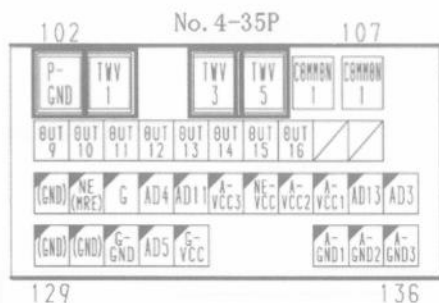 No. 4-35P
102 107
P-GND TWV 1 TWV 3 TWV 5 COMMON 1 COMMON 1
OUT 9 OUT 10 OUT 11 OUT 12 OUT 13 OUT 14 OUT 15 OUT 16
(GND) NE (MRE) G AD4 AD11 A-VCC3 NE-VCC A-VCC2 A-VCC1 AD13 AD3
(GND) (GND) G-GND AD5 G-VCC A-GND1 A-GND2 A-GND3
129 136